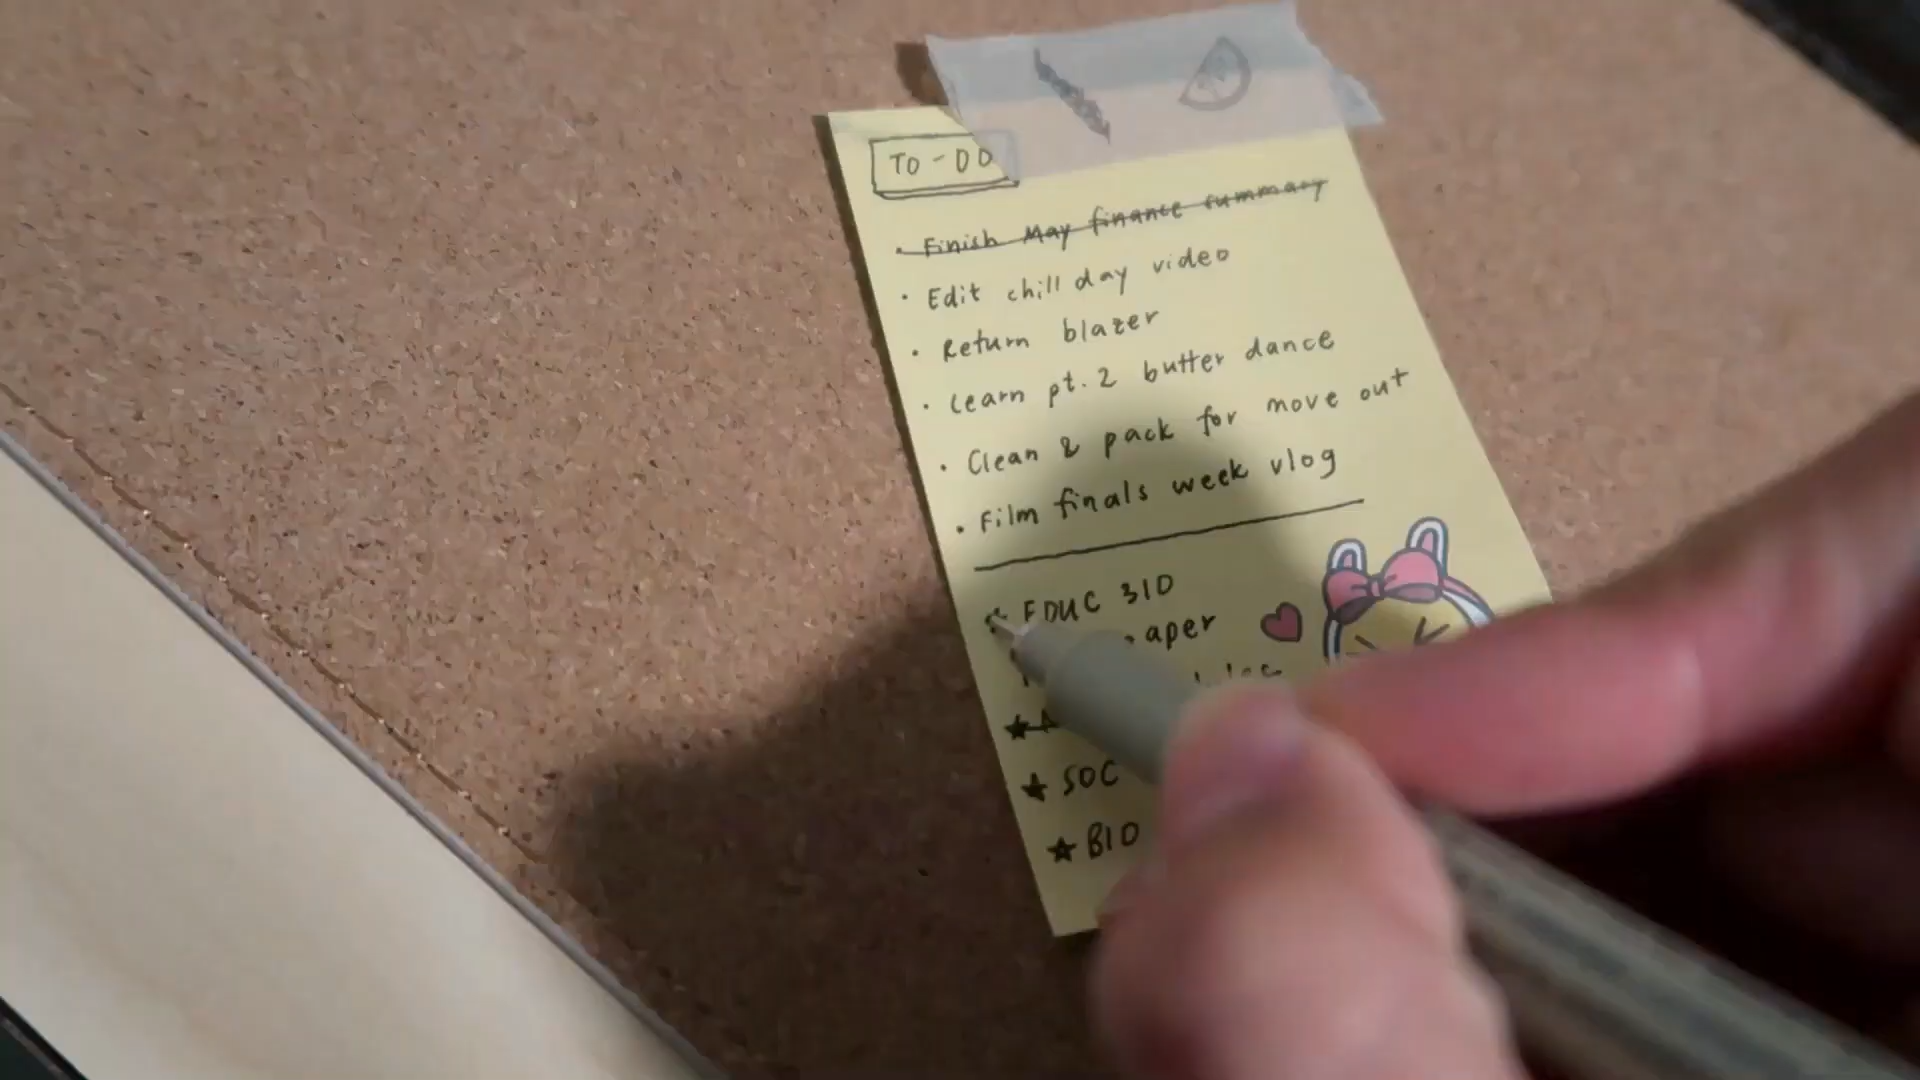 TO-DO
· Finish May finance summary
· Edit chill day video
· Return blazer
· Learn pt. 2 butter dance
· Clean & pack for move out
· Film finals week vlog
EDUC 310
★ SOC
★ BIO